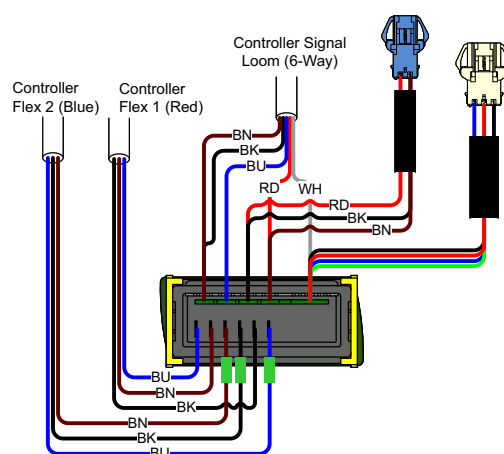 Controller Signal
Loom (6-Way)
Controller
Flex 2 (Blue)
Controller
Flex 1 (Red)
BN
BK
BU
RD
WH
RD
BK
BN
BU
BN
BK
BN
BK
BU